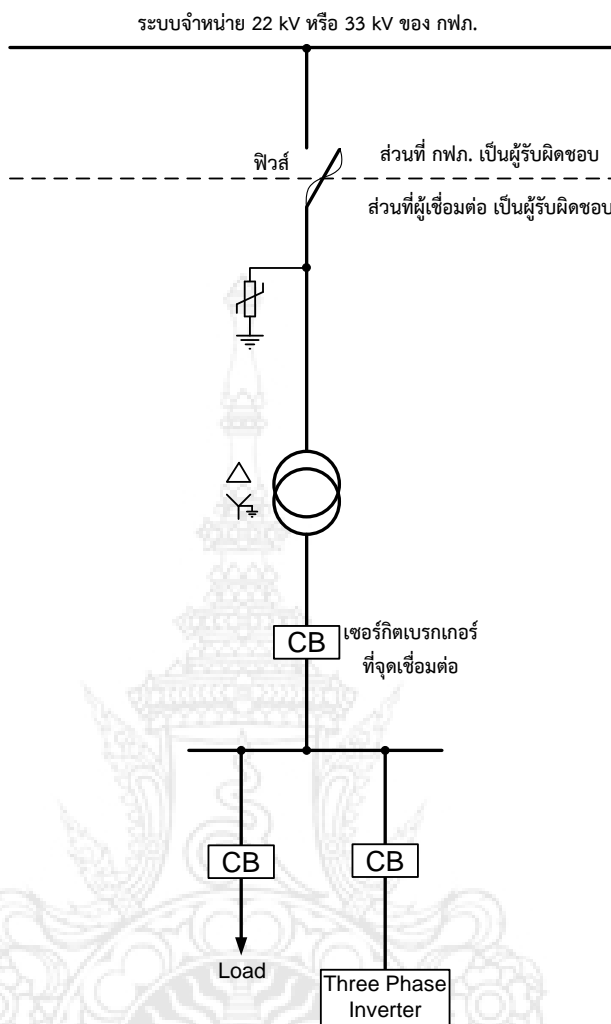 ระบบจำหน่าย 22 kV หรือ 33 kV ของ กฟภ.
ฟิวส์
ส่วนที่ กฟภ. เป็นผู้รับผิดชอบ
ส่วนที่ผู้เชื่อมต่อ เป็นผู้รับผิดชอบ
CB
เซอร์กิตเบรกเกอร์
ที่จุดเชื่อมต่อ
CB
CB
Load
Three Phase
Inverter